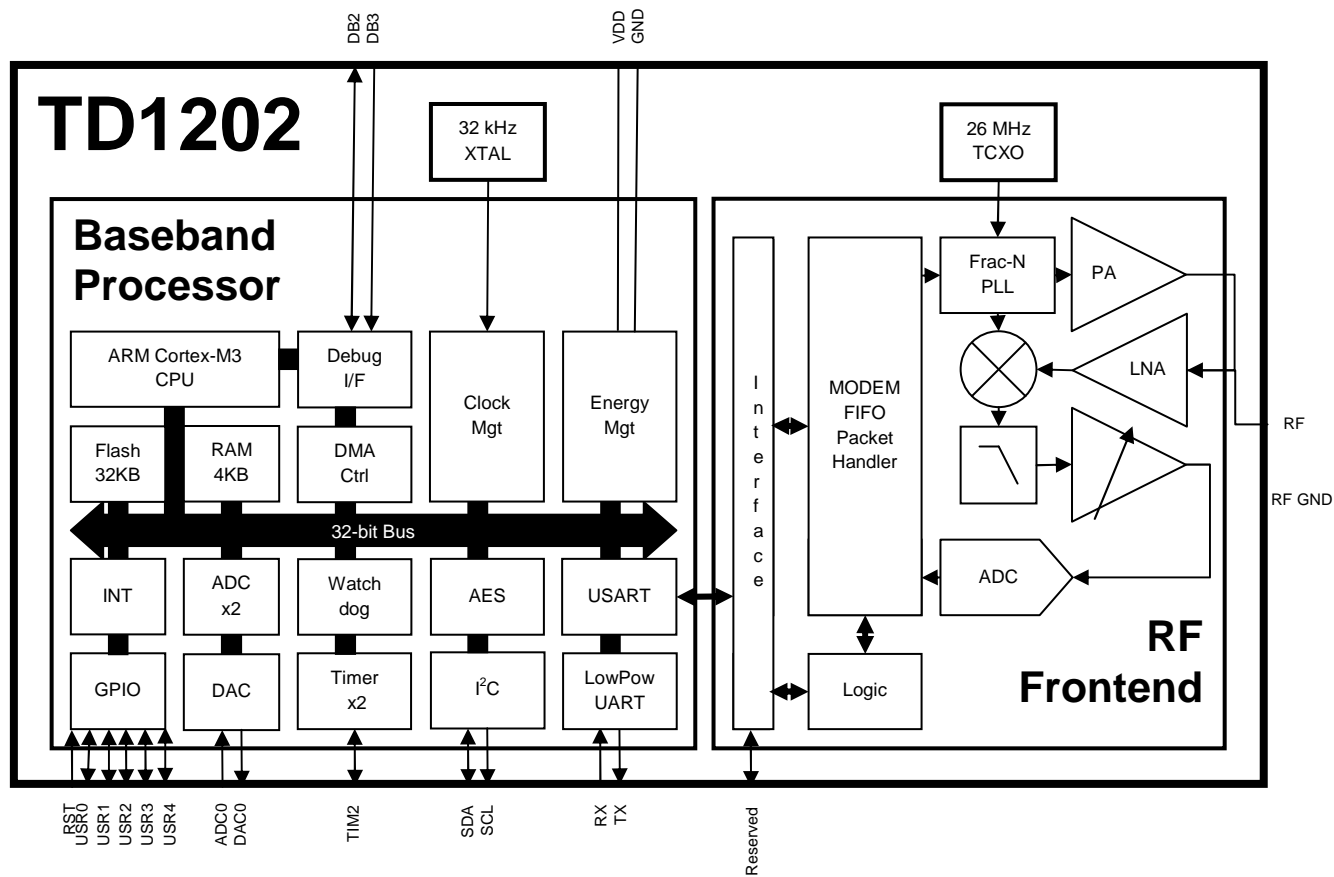 DB2
DB3
VDD
GND
TD1202
32 kHz
XTAL
26 MHz
TCXO
Baseband
Processor
ARM Cortex-M3
CPU
Debug
I/F
Clock
Mgt
Energy
Mgt
Flash
32KB
RAM
4KB
DMA
Ctrl
32-bit Bus
INT
ADC
x2
Watch
dog
AES
USART
GPIO
DAC
Timer
x2
I²C
LowPow
UART
Interface
MODEM
FIFO
Packet
Handler
Logic
Frac-N
PLL
PA
LNA
ADC
RF
Frontend
RF
RF GND
RST
USR0
USR1
USR2
USR3
USR4
ADC0
DAC0
TIM2
SDA
SCL
RX
TX
Reserved